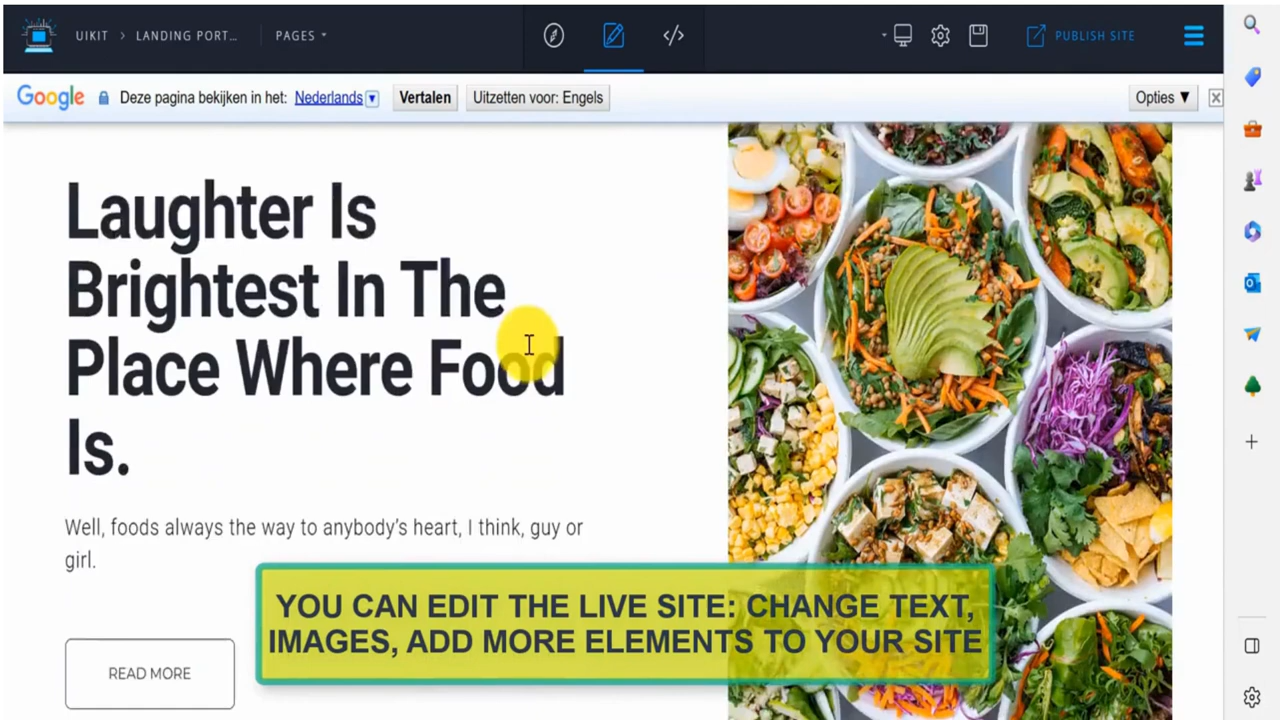 UIKIT > LANDING PORT... PAGES
PUBLISH SITE
Google Deze pagina bekijken in het: Nederlands Vertalen Uitzetten voor: Engels Opties ▼
Laughter Is
Brightest In The
Place Where Food
Is.
Well, foods always the way to anybody's heart, I think, guy or
girl.
YOU CAN EDIT THE LIVE SITE: CHANGE TEXT,
IMAGES, ADD MORE ELEMENTS TO YOUR SITE
READ MORE